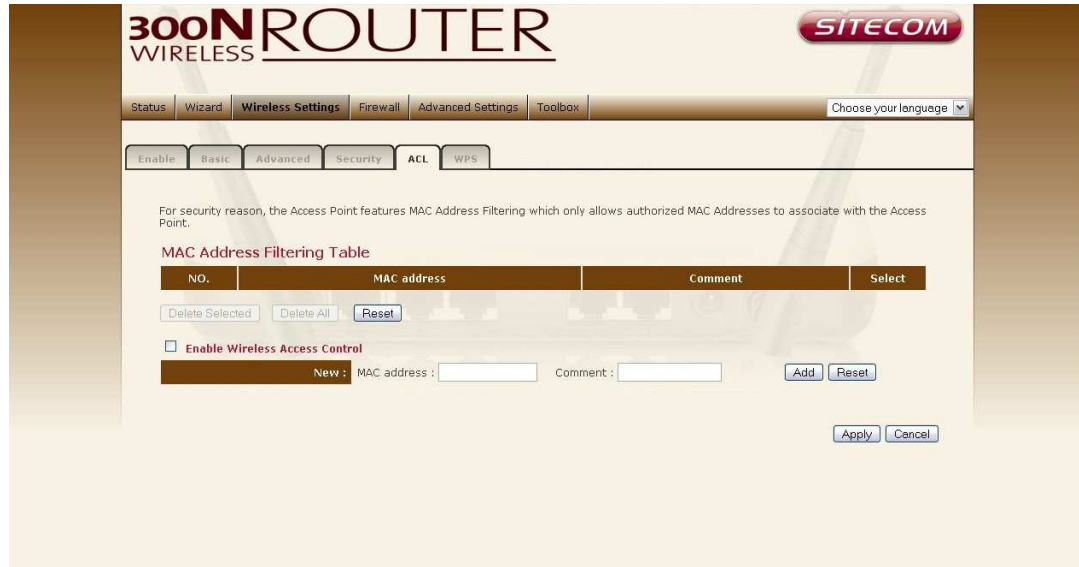 300N ROUTER
WIRELESS
SITECOM
Status Wizard Wireless Settings Firewall Advanced Settings Toolbox Choose your language
Enable Basic Advanced Security ACL WPS
For security reason, the Access Point features MAC Address Filtering which only allows authorized MAC Addresses to associate with the Access
Point.
MAC Address Filtering Table
NO. MAC address Comment Select
Delete Selected Delete All Reset
Enable Wireless Access Control
New : MAC address : Comment : Add Reset
Apply Cancel